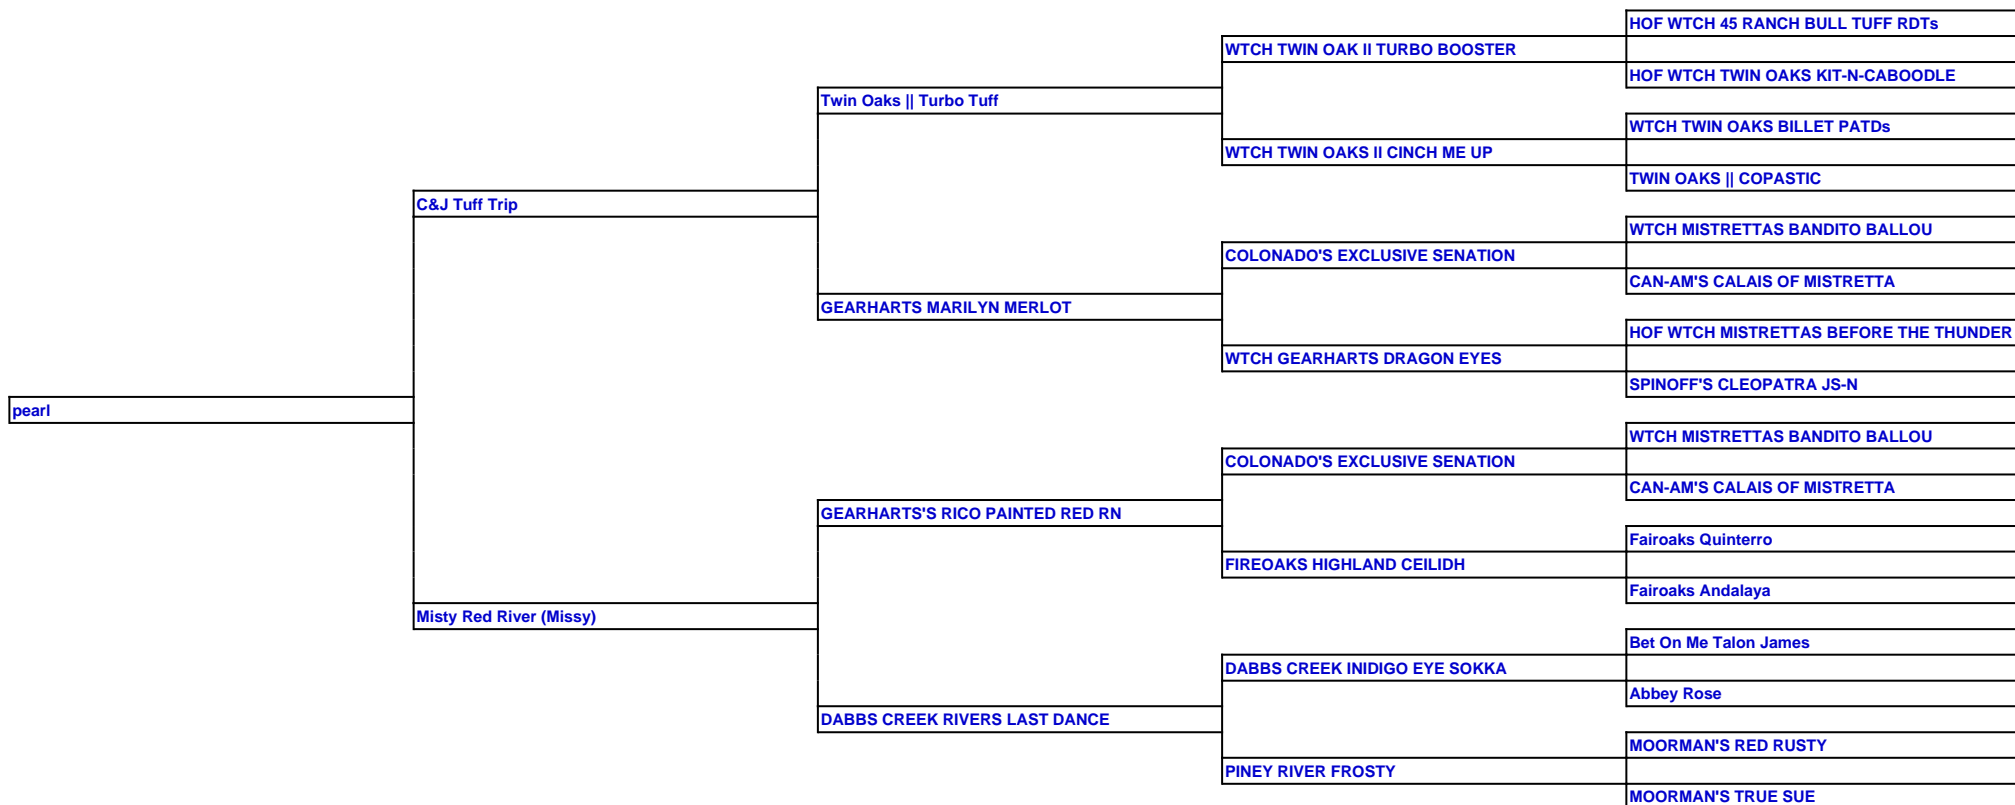 HOF WTCH 45 RANCH BULL TUFF RDTs
WTCH TWIN OAK II TURBO BOOSTER
HOF WTCH TWIN OAKS KIT-N-CABOODLE
Twin Oaks || Turbo Tuff
WTCH TWIN OAKS BILLET PATDs
WTCH TWIN OAKS II CINCH ME UP
TWIN OAKS || COPASTIC
C&J Tuff Trip
WTCH MISTRETTAS BANDITO BALLOU
COLONADO'S EXCLUSIVE SENATION
CAN-AM'S CALAIS OF MISTRETTA
GEARHARTS MARILYN MERLOT
HOF WTCH MISTRETTAS BEFORE THE THUNDER
WTCH GEARHARTS DRAGON EYES
SPINOFF'S CLEOPATRA JS-N
pearl
WTCH MISTRETTAS BANDITO BALLOU
COLONADO'S EXCLUSIVE SENATION
CAN-AM'S CALAIS OF MISTRETTA
GEARHARTS'S RICO PAINTED RED RN
Fairoaks Quinterro
FIREOAKS HIGHLAND CEILIDH
Fairoaks Andalaya
Misty Red River (Missy)
Bet On Me Talon James
DABBS CREEK INIDIGO EYE SOKKA
Abbey Rose
DABBS CREEK RIVERS LAST DANCE
MOORMAN'S RED RUSTY
PINEY RIVER FROSTY
MOORMAN'S TRUE SUE